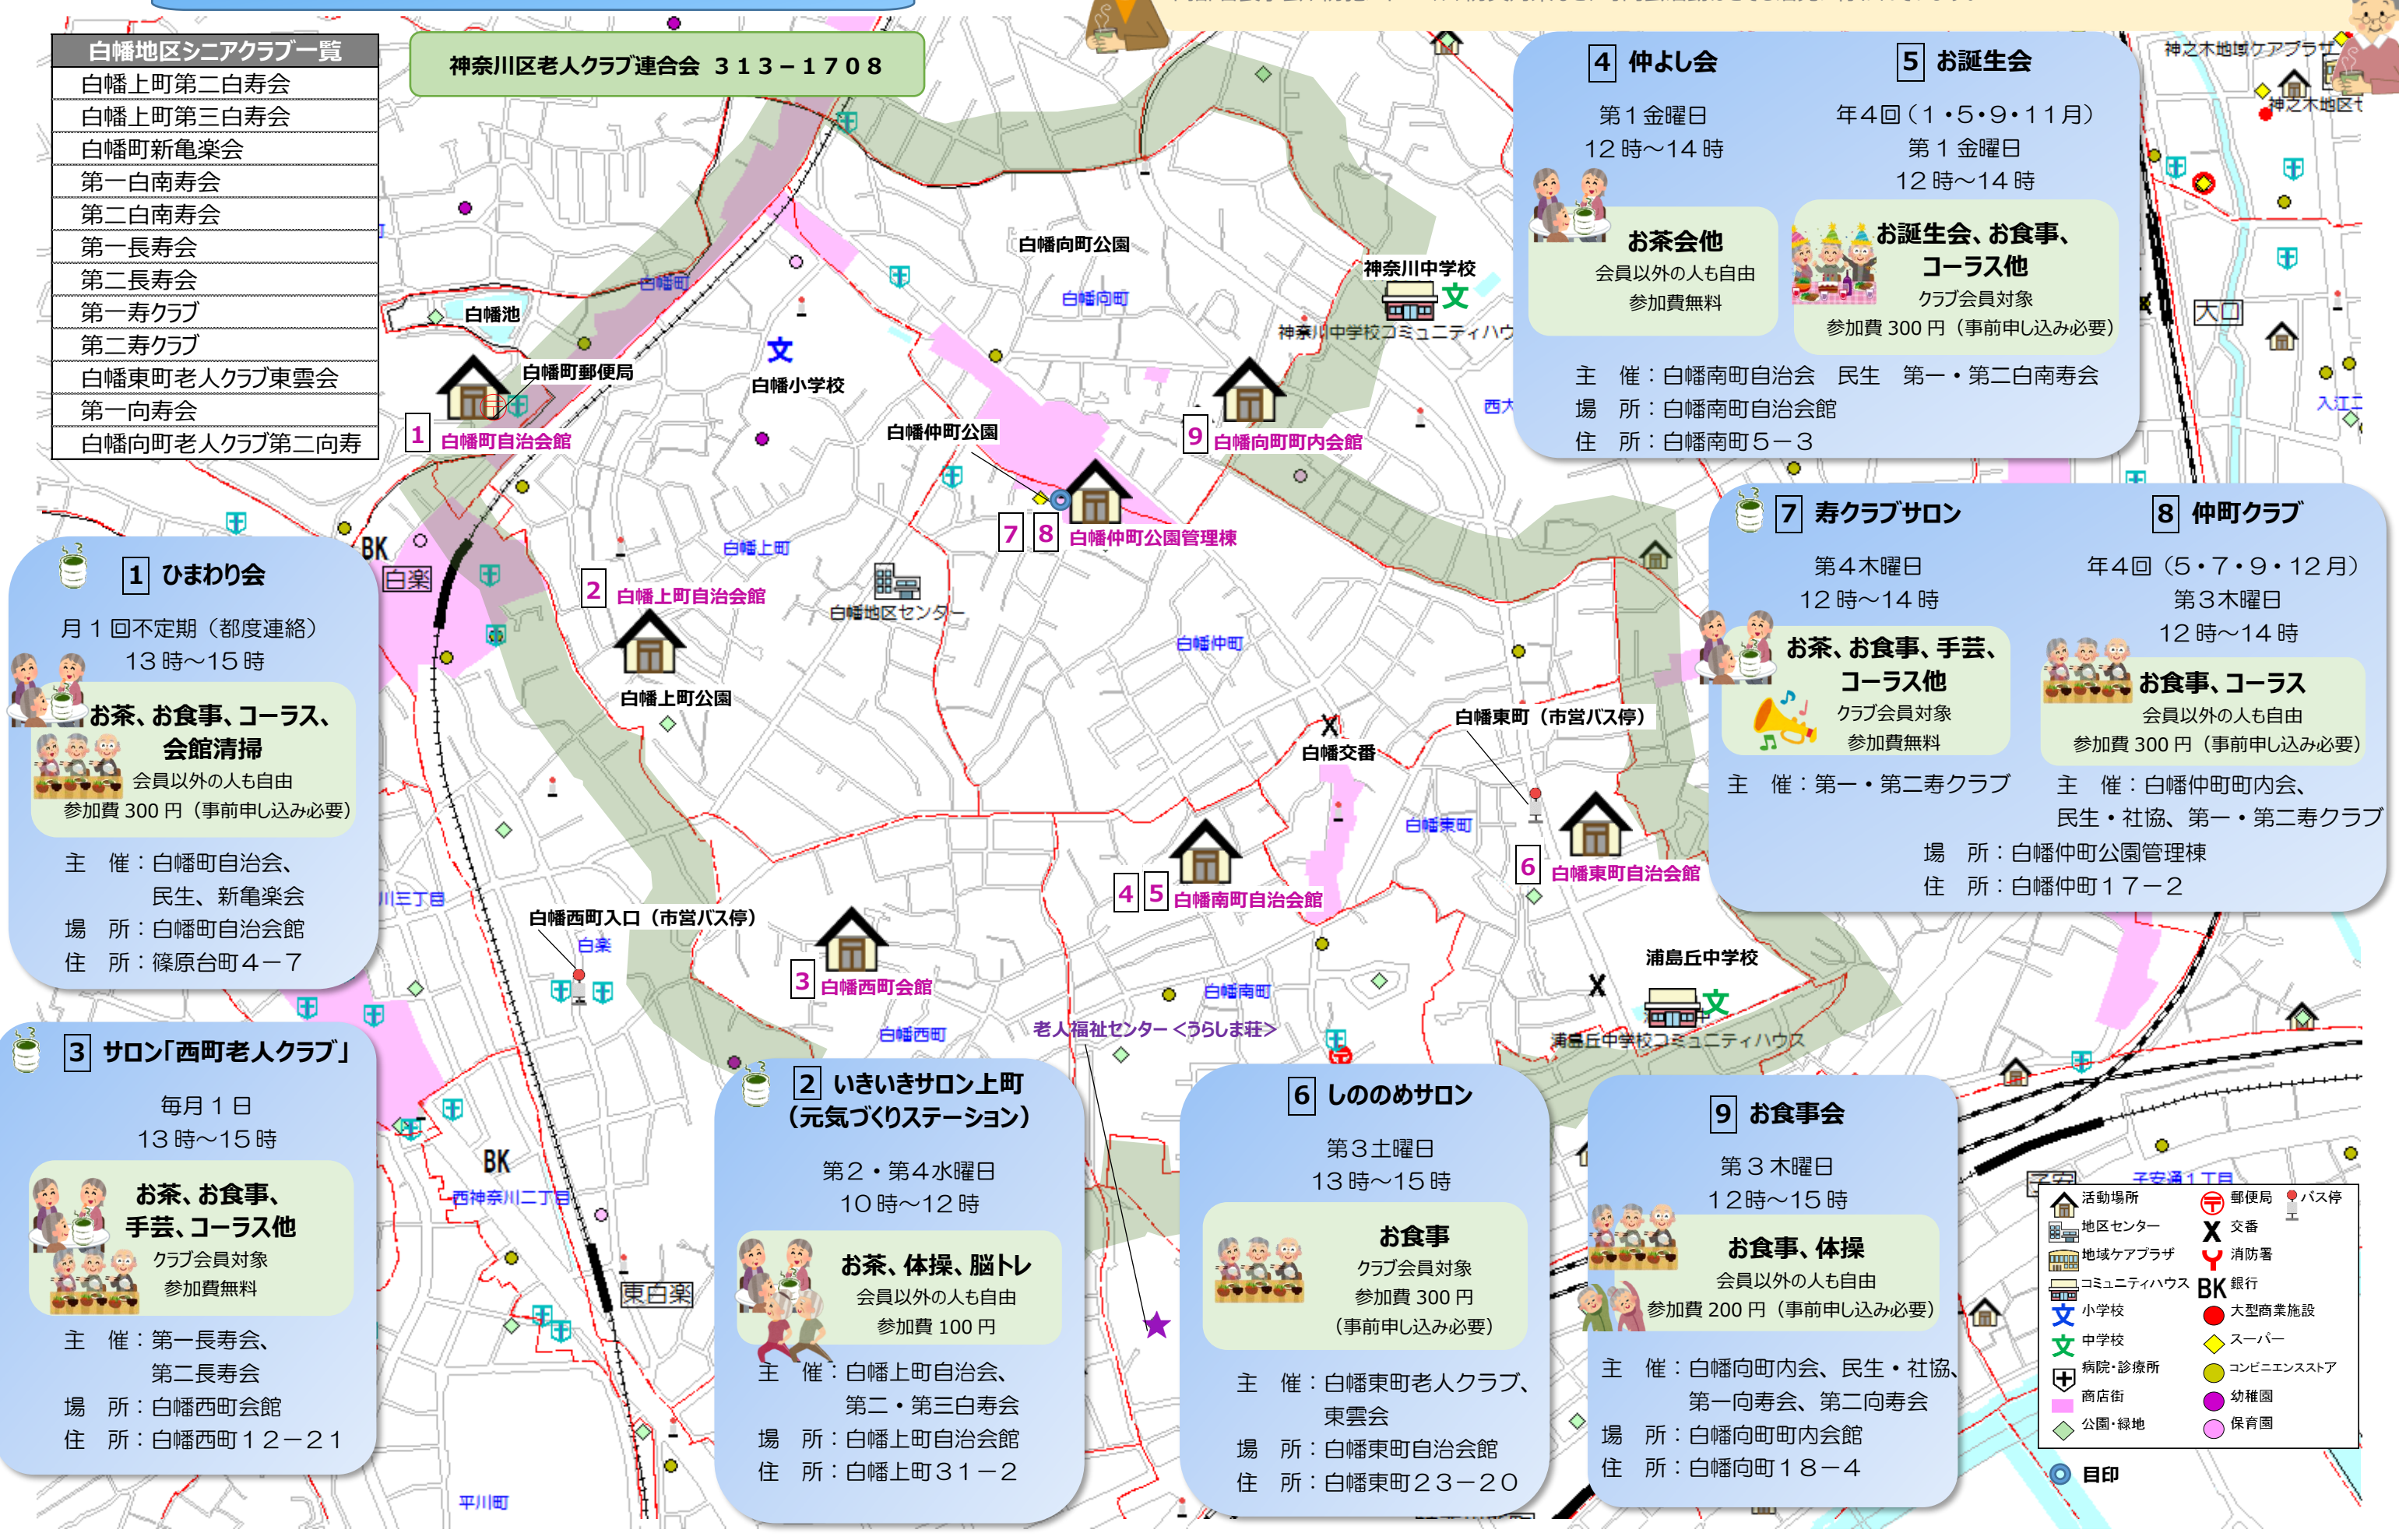 白幡地区シニアクラブ一覧
白幡上町第二白寿会
白幡上町第三白寿会
白幡町新亀楽会
第一白南寿会
第二白南寿会
第一長寿会
第二長寿会
第一寿クラブ
第二寿クラブ
白幡東町老人クラブ東雲会
第一向寿会
白幡向町老人クラブ第二向寿
神奈川区老人クラブ連合会 ３１３－１７０８
4 仲よし会
第１金曜日
12時～14時
お茶会他
会員以外の人も自由
参加費無料
5 お誕生会
年４回（１・５・９・11月）
第１金曜日
12時～14時
お誕生会、お食事、
コーラス他
クラブ会員対象
参加費300円（事前申し込み必要）
主　催：白幡南町自治会　民生　第一・第二白南寿会
場　所：白幡南町自治会館
住　所：白幡南町５－３
神之木地域ケアプラザ
大口
白幡向町公園
白幡向町
神奈川中学校
文
神奈川中学校コミュニティハウ
白幡町
白幡池
白幡町郵便局
文
白幡小学校
1 白幡町自治会館
白幡仲町公園
9 白幡向町町内会館
7 8 白幡仲町公園管理棟
BK
白楽
白幡上町
2 白幡上町自治会館
白幡地区センター
白幡仲町
白幡上町公園
白幡東町（市営バス停）
X
白幡交番
白幡東町
6 白幡東町自治会館
4 5 白幡南町自治会館
川三丁目
白幡西町入口（市営バス停）
白楽
3 白幡西町会館
白幡西町
白幡南町
老人福祉センター＜うらしま荘＞
浦島丘中学校
X
文
浦島丘中学校コミュニティハウス
1 ひまわり会
月１回不定期（都度連絡）
13時～15時
お茶、お食事、コーラス、
会館清掃
会員以外の人も自由
参加費300円（事前申し込み必要）
主　催：白幡町自治会、
民生、新亀楽会
場　所：白幡町自治会館
住　所：篠原台町４－７
7 寿クラブサロン
第４木曜日
12時～14時
お茶、お食事、手芸、
コーラス他
クラブ会員対象
参加費無料
主　催：第一・第二寿クラブ
8 仲町クラブ
年４回（５・７・９・12月）
第３木曜日
12時～14時
お食事、コーラス
会員以外の人も自由
参加費300円（事前申し込み必要）
主　催：白幡仲町町内会、
民生・社協、第一・第二寿クラブ
場　所：白幡仲町公園管理棟
住　所：白幡仲町１７－２
3 サロン「西町老人クラブ」
毎月１日
13時～15時
お茶、お食事、
手芸、コーラス他
クラブ会員対象
参加費無料
主　催：第一長寿会、
第二長寿会
場　所：白幡西町会館
住　所：白幡西町１２－２１
BK
西神奈川二丁目
東白楽
平川町
2 いきいきサロン上町
（元気づくりステーション）
第２・第４水曜日
10時～12時
お茶、体操、脳トレ
会員以外の人も自由
参加費100円
主　催：白幡上町自治会、
第二・第三白寿会
場　所：白幡上町自治会館
住　所：白幡上町３１－２
6 しののめサロン
第３土曜日
13時～15時
お食事
クラブ会員対象
参加費300円
（事前申し込み必要）
主　催：白幡東町老人クラブ、
東雲会
場　所：白幡東町自治会館
住　所：白幡東町２３－２０
9 お食事会
第３木曜日
12時～15時
お食事、体操
会員以外の人も自由
参加費200円（事前申し込み必要）
主　催：白幡向町内会、民生・社協、
第一向寿会、第二向寿会
場　所：白幡向町町内会館
住　所：白幡向町１８－４
子安通１丁目
活動場所
地区センター
地域ケアプラザ
コミュニティハウス
文 小学校
文 中学校
病院・診療所
商店街
公園・緑地
郵便局
バス停
X 交番
消防署
BK 銀行
大型商業施設
スーパー
コンビニエンスストア
幼稚園
保育園
目印